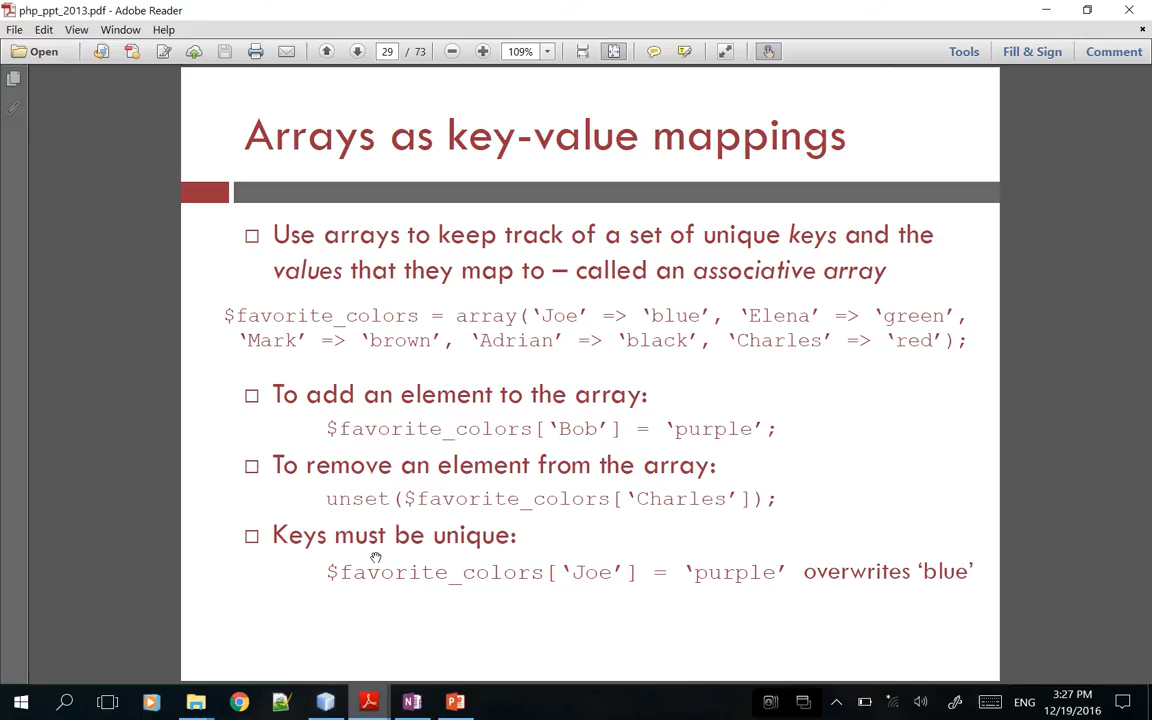 php_ppt_2013.pdf - Adobe Reader
File Edit View Window Help
Open 29 / 73 109% Tools Fill & Sign Comment
Arrays as key-value mappings
Use arrays to keep track of a set of unique keys and the
values that they map to – called an associative array
$favorite_colors = array(‘Joe’ => ‘blue’, ‘Elena’ => ‘green’,
‘Mark’ => ‘brown’, ‘Adrian’ => ‘black’, ‘Charles’ => ‘red’);
To add an element to the array:
$favorite_colors[‘Bob’] = ‘purple’;
To remove an element from the array:
unset($favorite_colors[‘Charles’]);
Keys must be unique:
$favorite_colors[‘Joe’] = ‘purple’ overwrites ‘blue’
ENG
3:27 PM
12/19/2016